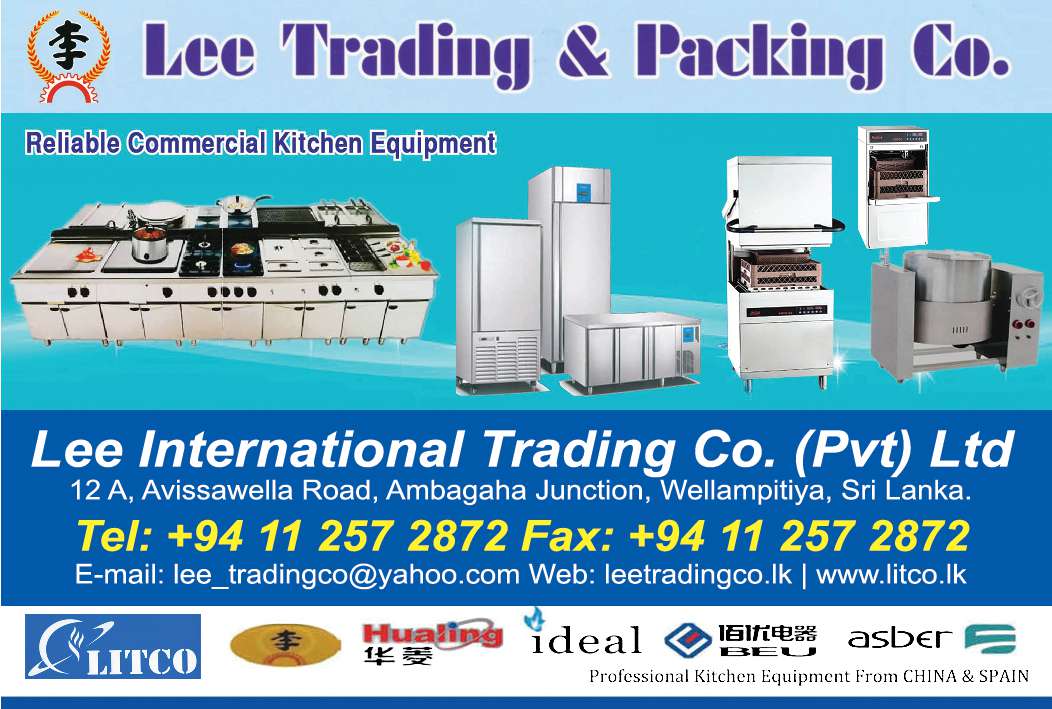 李
Lee Trading & Packing Co.
Reliable Commercial Kitchen Equipment
Lee International Trading Co. (Pvt) Ltd
12 A, Avissawella Road, Ambagaha Junction, Wellampitiya, Sri Lanka.
Tel: +94 11 257 2872 Fax: +94 11 257 2872
E-mail: lee_tradingco@yahoo.com Web: leetradingco.lk | www.litco.lk
LITCO
李
Hualing
华菱
ideal
佰优电器
BEU
asber
Professional Kitchen Equipment From CHINA & SPAIN